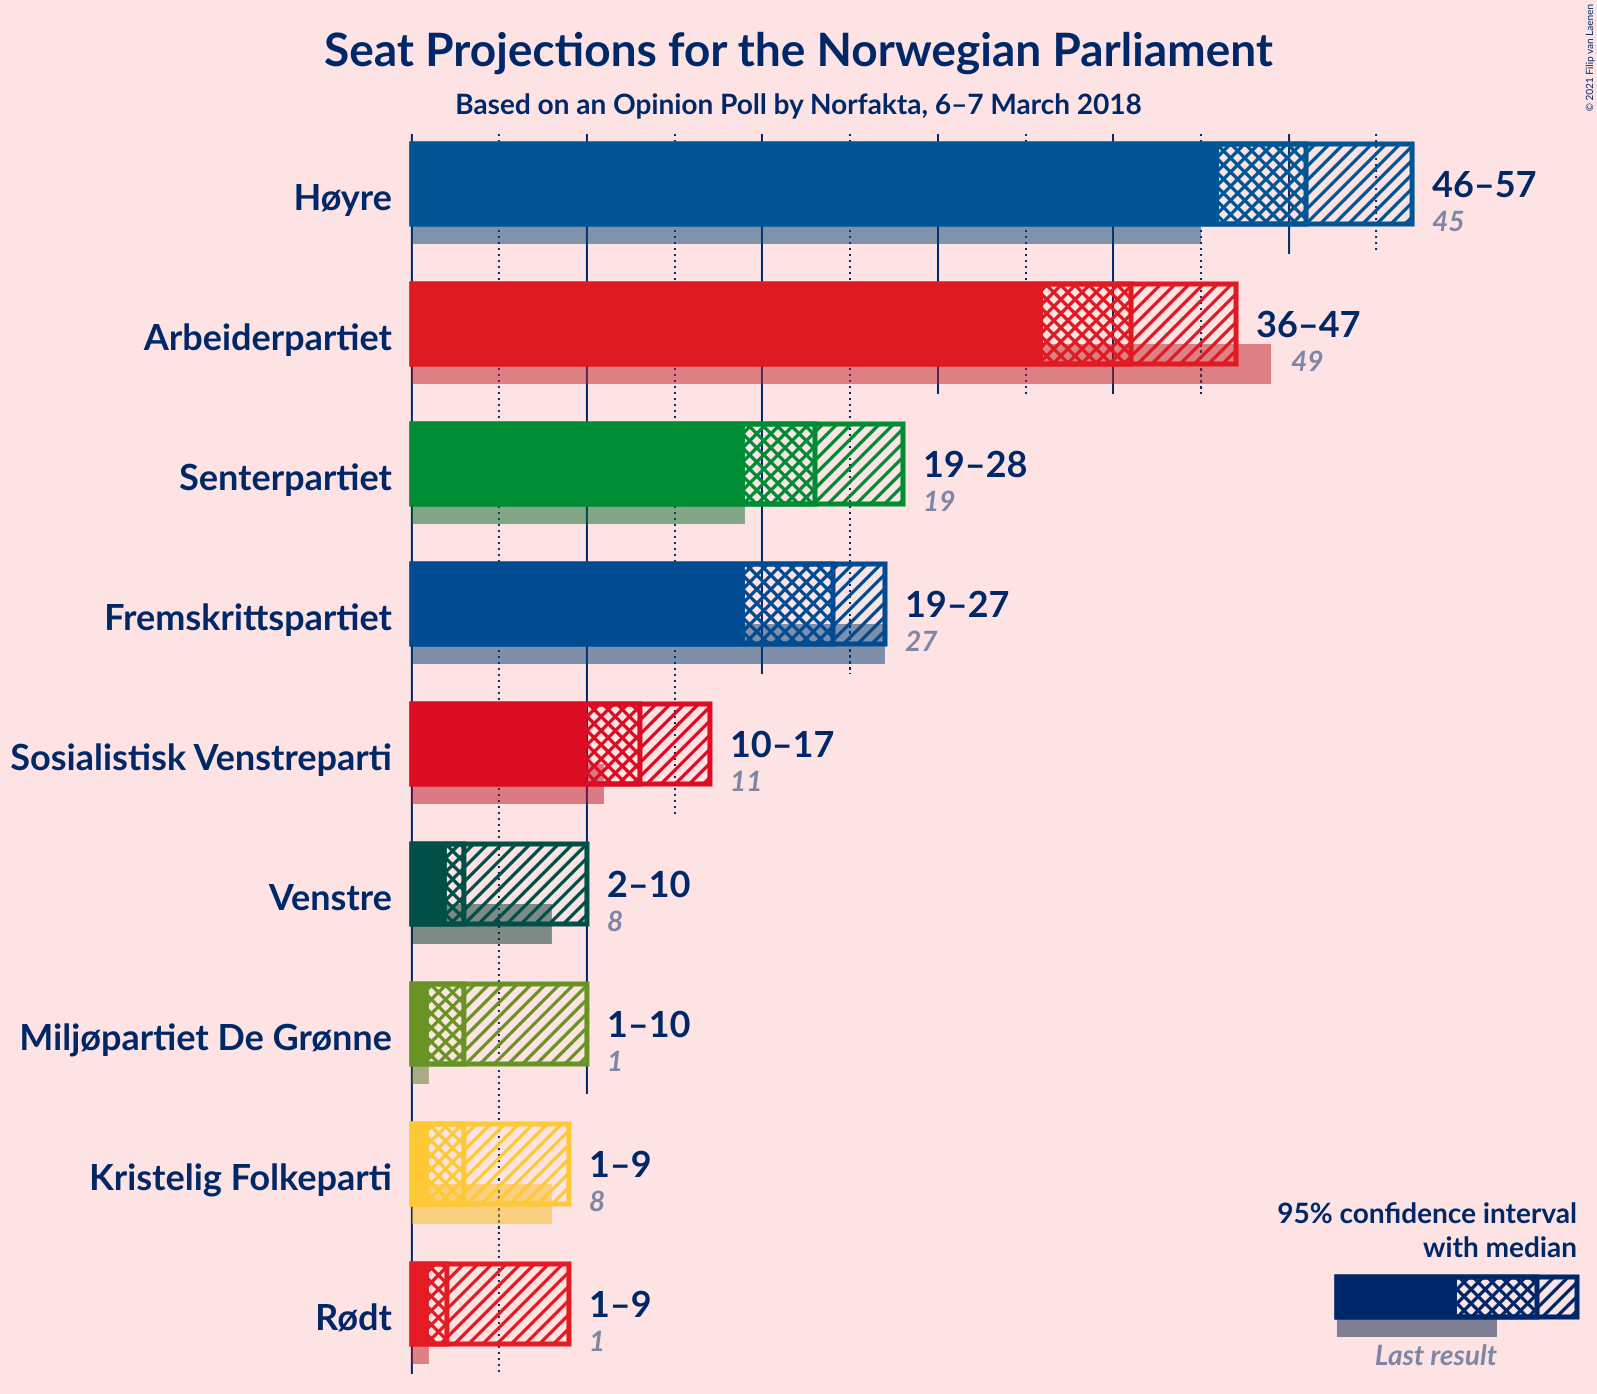 Seat Projections for the Norwegian Parliament
Based on an Opinion Poll by Norfakta, 6–7 March 2018
© 2021 Filip van Laenen
Høyre
46–57
45
Arbeiderpartiet
36–47
49
Senterpartiet
19–28
19
Fremskrittspartiet
19–27
27
Sosialistisk Venstreparti
10–17
11
Venstre
2–10
8
Miljøpartiet De Grønne
1–10
1
Kristelig Folkeparti
1–9
8
Rødt
1–9
1
95% confidence interval
with median
Last result